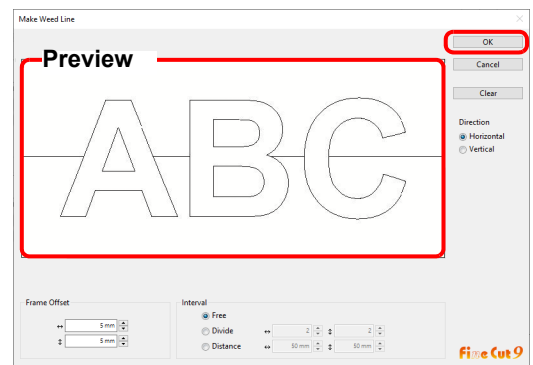 Make Weed Line
OK
Preview
Cancel
Clear
ABC
Direction
Horizontal
Vertical
Frame Offset
↔ 5 mm
↕ 5 mm
Interval
Free
Divide ↔ 2 ↕ 2
Distance ↔ 50 mm ↕ 50 mm
Fine Cut 9